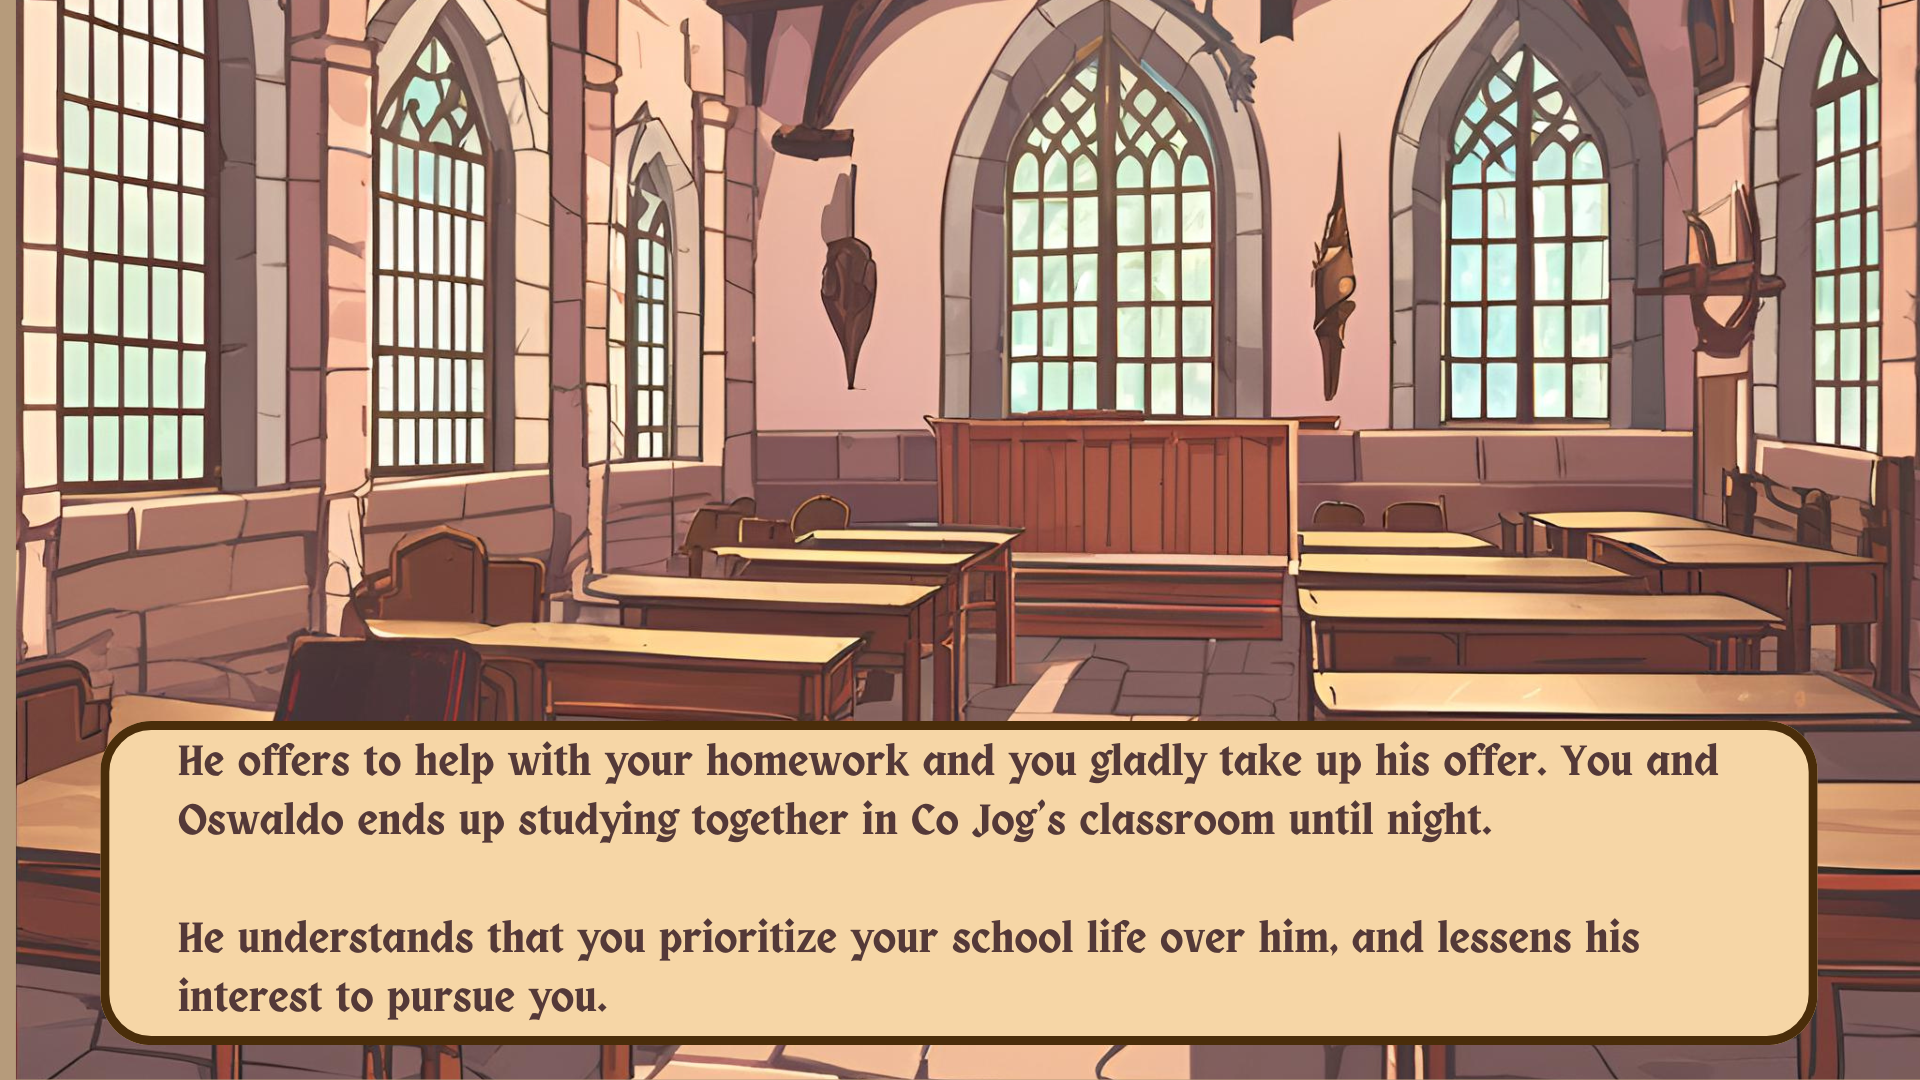 He offers to help with your homework and you gladly take up his offer. You and
Oswaldo ends up studying together in Co Jog's classroom until night.
He understands that you prioritize your school life over him, and lessens his
interest to pursue you.